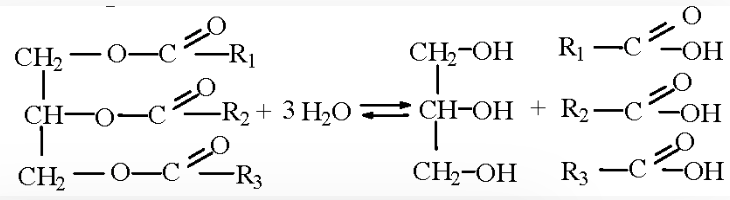 CH₂ — O — C = O — R₁ CH₂–OH R₁ — C = O — OH
CH — O — C = O — R₂ + 3 H₂O ⇌ CH–OH + R₂ — C = O — OH
CH₂ — O — C = O — R₃ CH₂–OH R₃ — C = O — OH